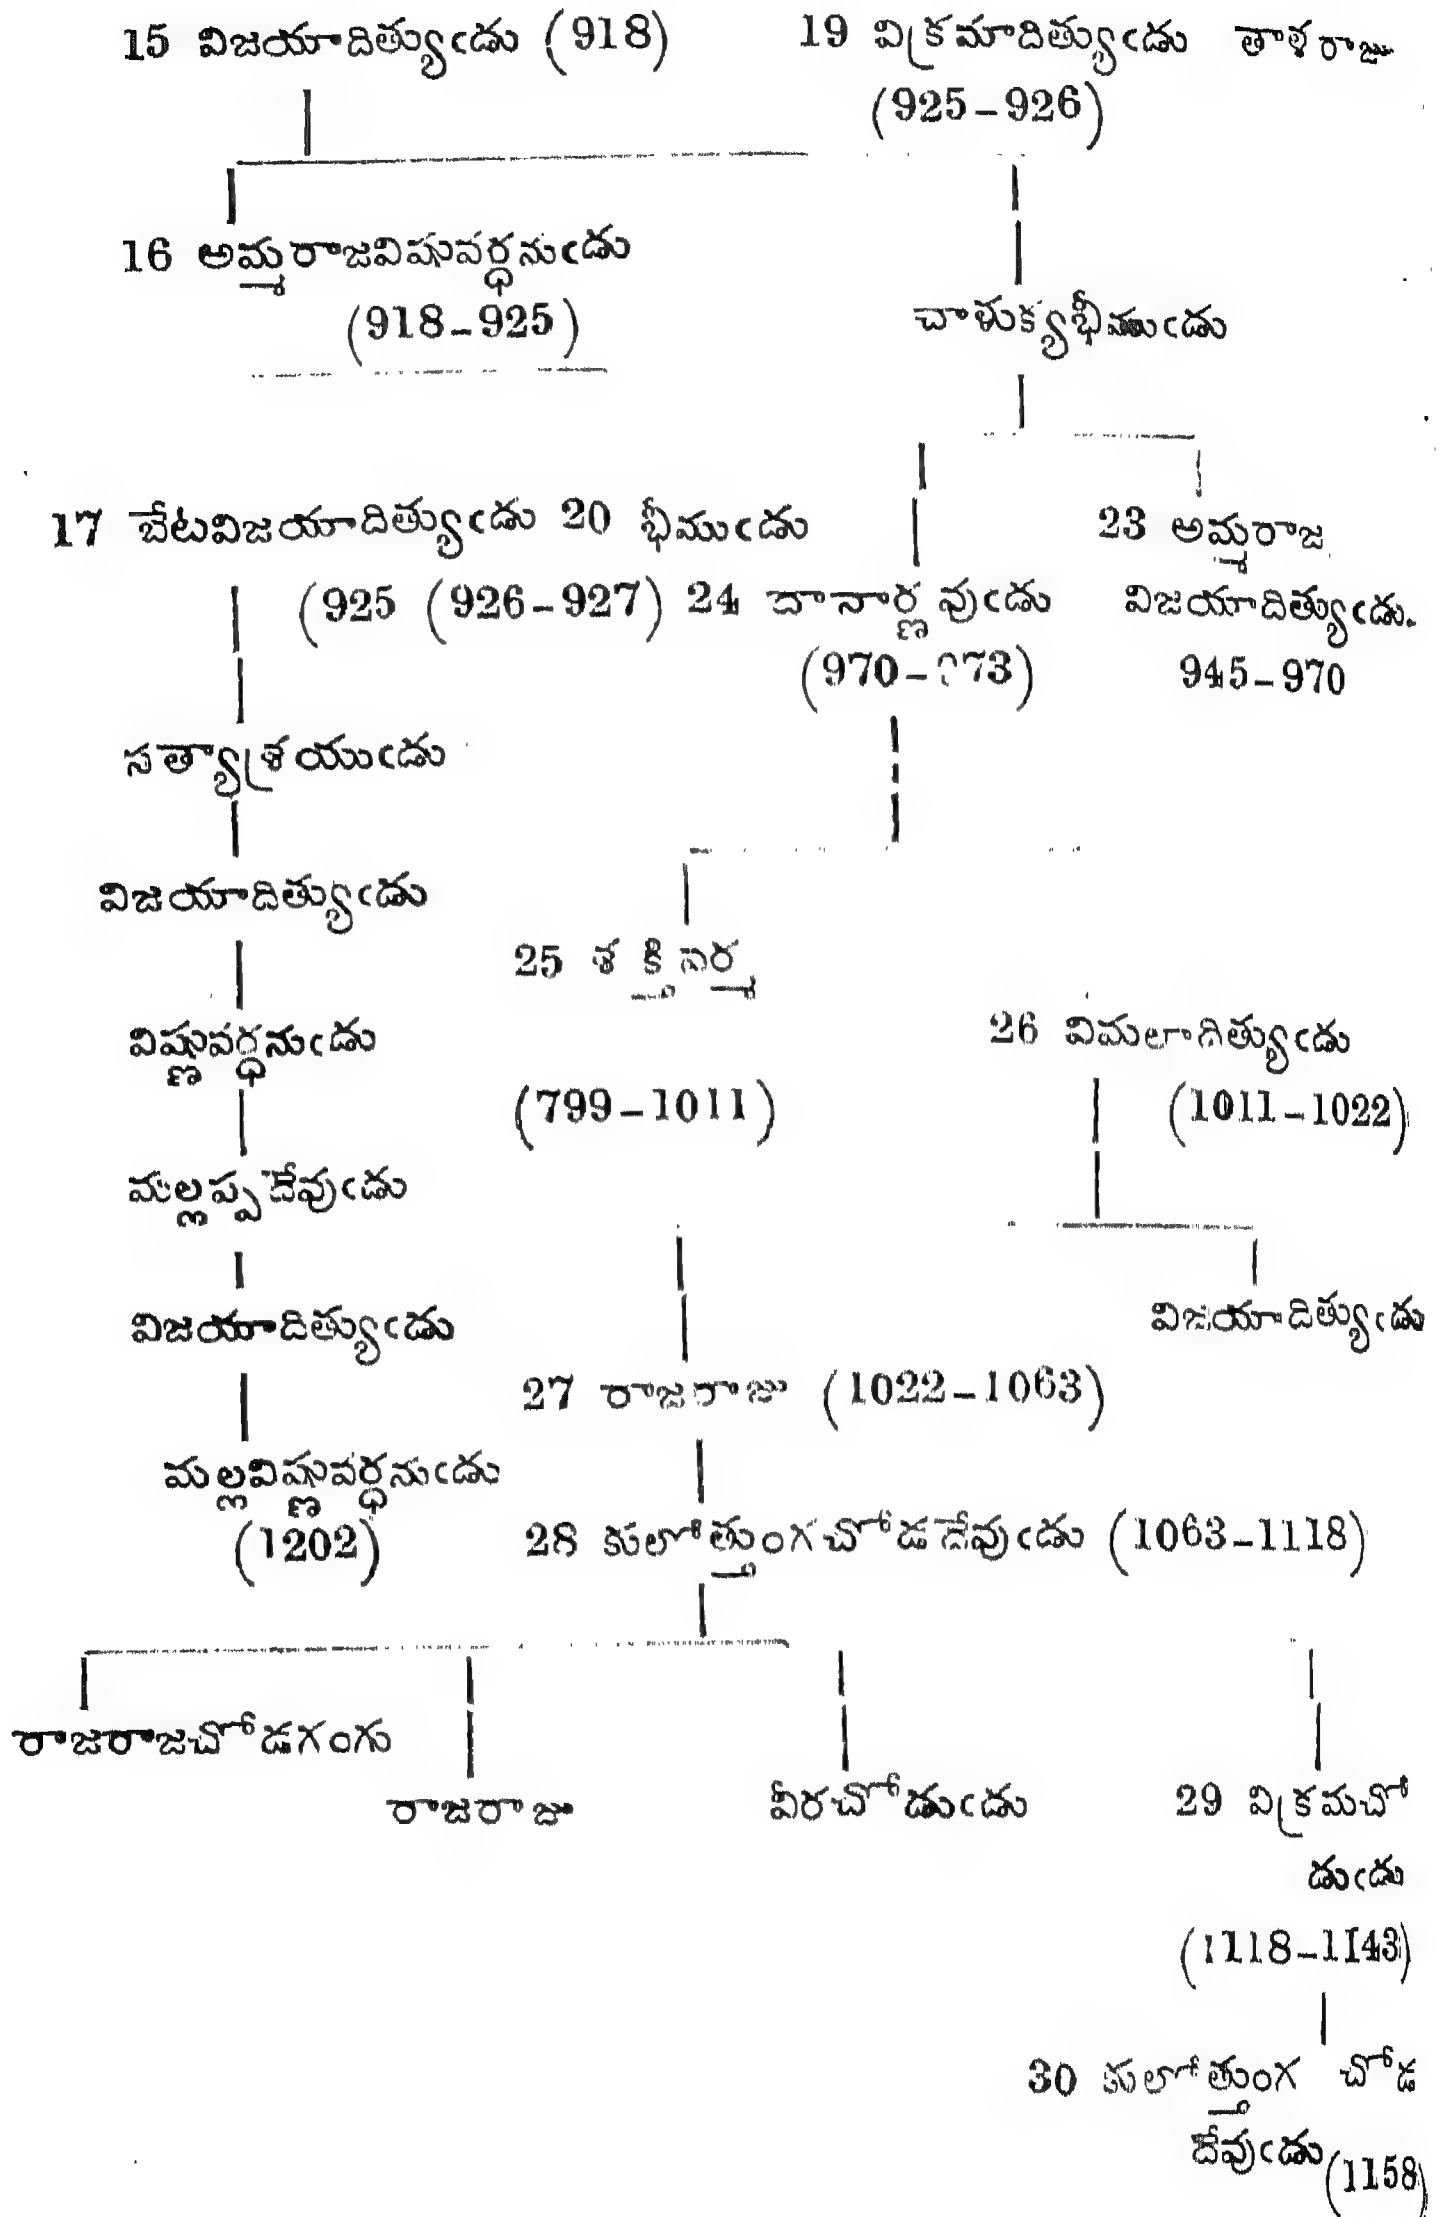 15 విజయాదిత్యుఁడు (918) 19 విక్రమాదిత్యుఁడు తాళరాజు
(925–926)
16 అమ్మరాజవిషువర్ధనుఁడు
(918–925)
చాళుక్యభీముఁడు
17 బేటవిజయాదిత్యుఁడు 20 భీముఁడు 23 అమ్మరాజ
(925 (926–927) 24 దానార్ణవుఁడు విజయాదిత్యుఁడు.
(970–973) 945–970
సత్యాశ్రయుఁడు
విజయాదిత్యుఁడు
25 శక్తివర్మ
విష్ణువర్ధనుఁడు 26 విమలాదిత్యుఁడు
(799–1011) (1011–1022)
మల్లప్పదేవుఁడు
విజయాదిత్యుఁడు విజయాదిత్యుఁడు
27 రాజరాజు (1022–1063)
మల్లవిష్ణువర్ధనుఁడు
(1202) 28 కులోత్తుంగచోడదేవుఁడు (1063–1118)
రాజరాజచోడగంగు
రాజరాజు వీరచోడుఁడు 29 విక్రమచో
డుఁడు
(1118–1143)
30 కులోత్తుంగ చోడ
దేవుఁడు (1158)